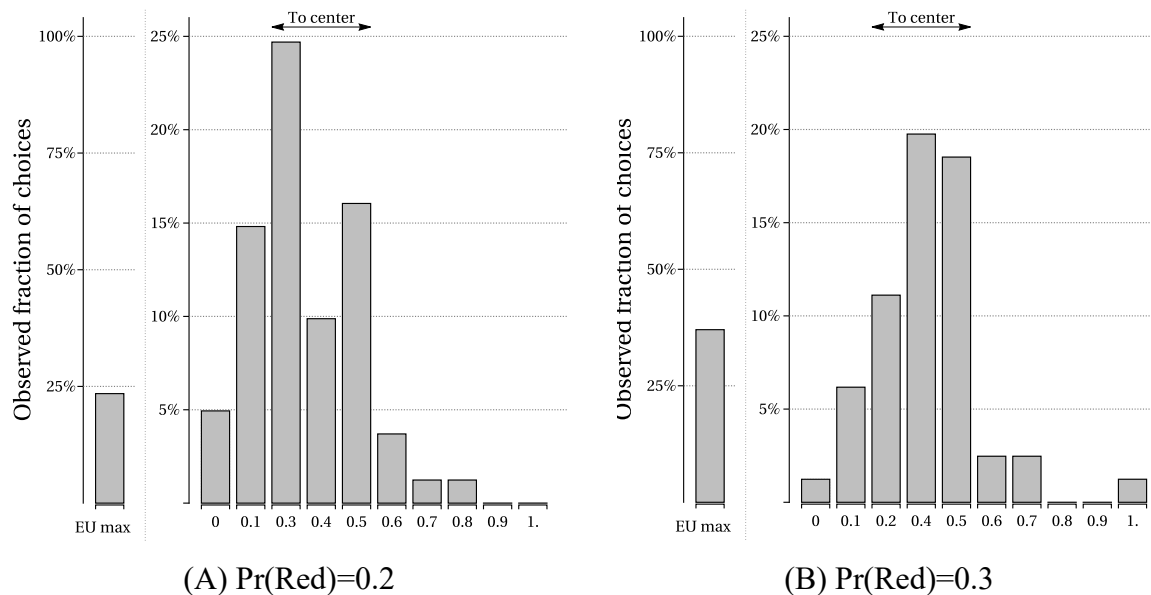 To center
To center
100%
25%
100%
25%
20%
20%
75%
75%
15%
15%
50%
50%
10%
10%
25%
25%
5%
5%
Observed fraction of choices
Observed fraction of choices
EU max
0 0.1 0.3 0.4 0.5 0.6 0.7 0.8 0.9 1.
EU max
0 0.1 0.2 0.4 0.5 0.6 0.7 0.8 0.9 1.
(A) Pr(Red)=0.2
(B) Pr(Red)=0.3